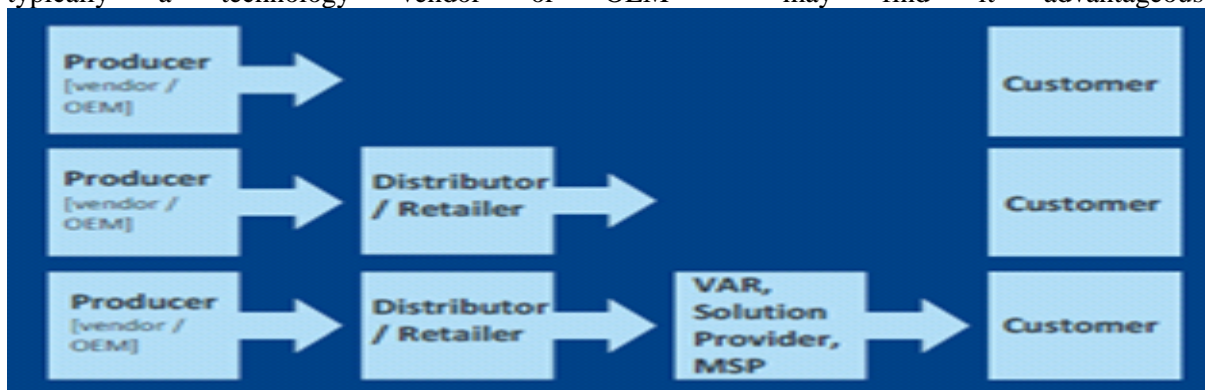 typically a technology vendor or OEM may find it advantageous
Producer
[vendor /
OEM]
Customer
Producer
[vendor /
OEM]
Distributor
/ Retailer
Customer
Producer
[vendor /
OEM]
Distributor
/ Retailer
VAR,
Solution
Provider,
MSP
Customer